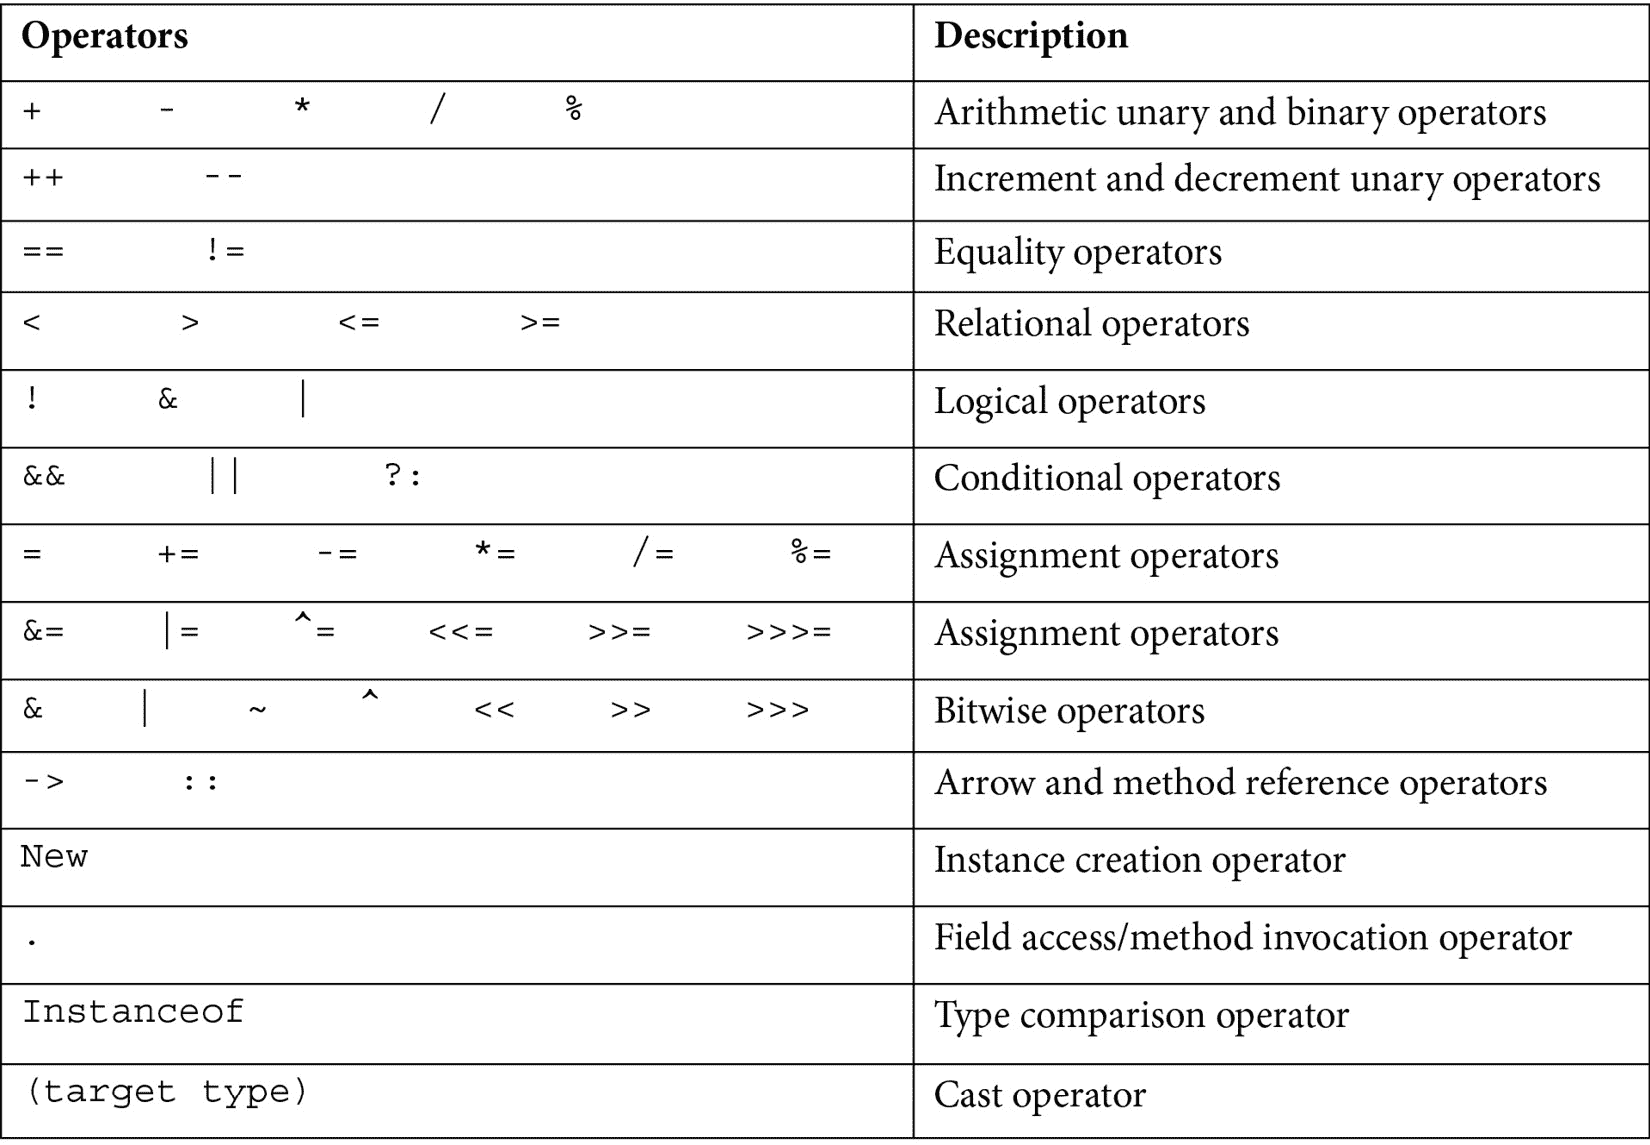 Operators Description
+ - * / % Arithmetic unary and binary operators
++ -- Increment and decrement unary operators
== != Equality operators
< > <= >= Relational operators
! & | Logical operators
&& || ?: Conditional operators
= += -= *= /= %= Assignment operators
&= |= ^= <<= >>= >>>= Assignment operators
& | ~ ^ << >> >>> Bitwise operators
-> :: Arrow and method reference operators
New Instance creation operator
. Field access/method invocation operator
Instanceof Type comparison operator
(target type) Cast operator